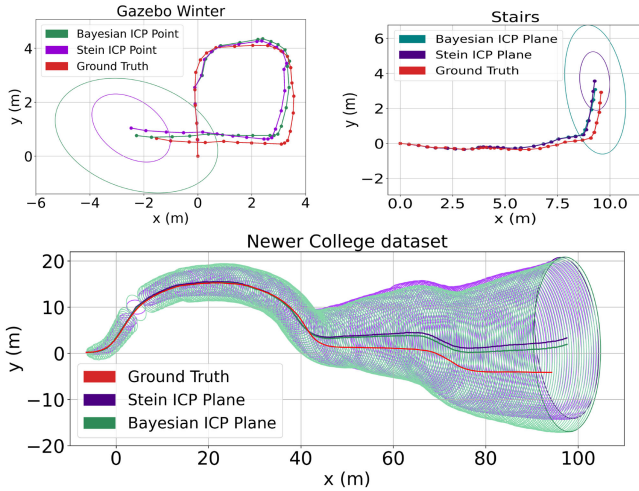 Gazebo Winter
Bayesian ICP Point
Stein ICP Point
Ground Truth
y (m)
4
2
0
−6
−4
−2
0
2
4
x (m)
Stairs
Bayesian ICP Plane
Stein ICP Plane
Ground Truth
y (m)
6
4
2
0
−2
0.0
2.5
5.0
7.5
10.0
x (m)
Newer College dataset
Ground Truth
Stein ICP Plane
Bayesian ICP Plane
y (m)
20
10
0
−10
−20
0
20
40
60
80
100
x (m)